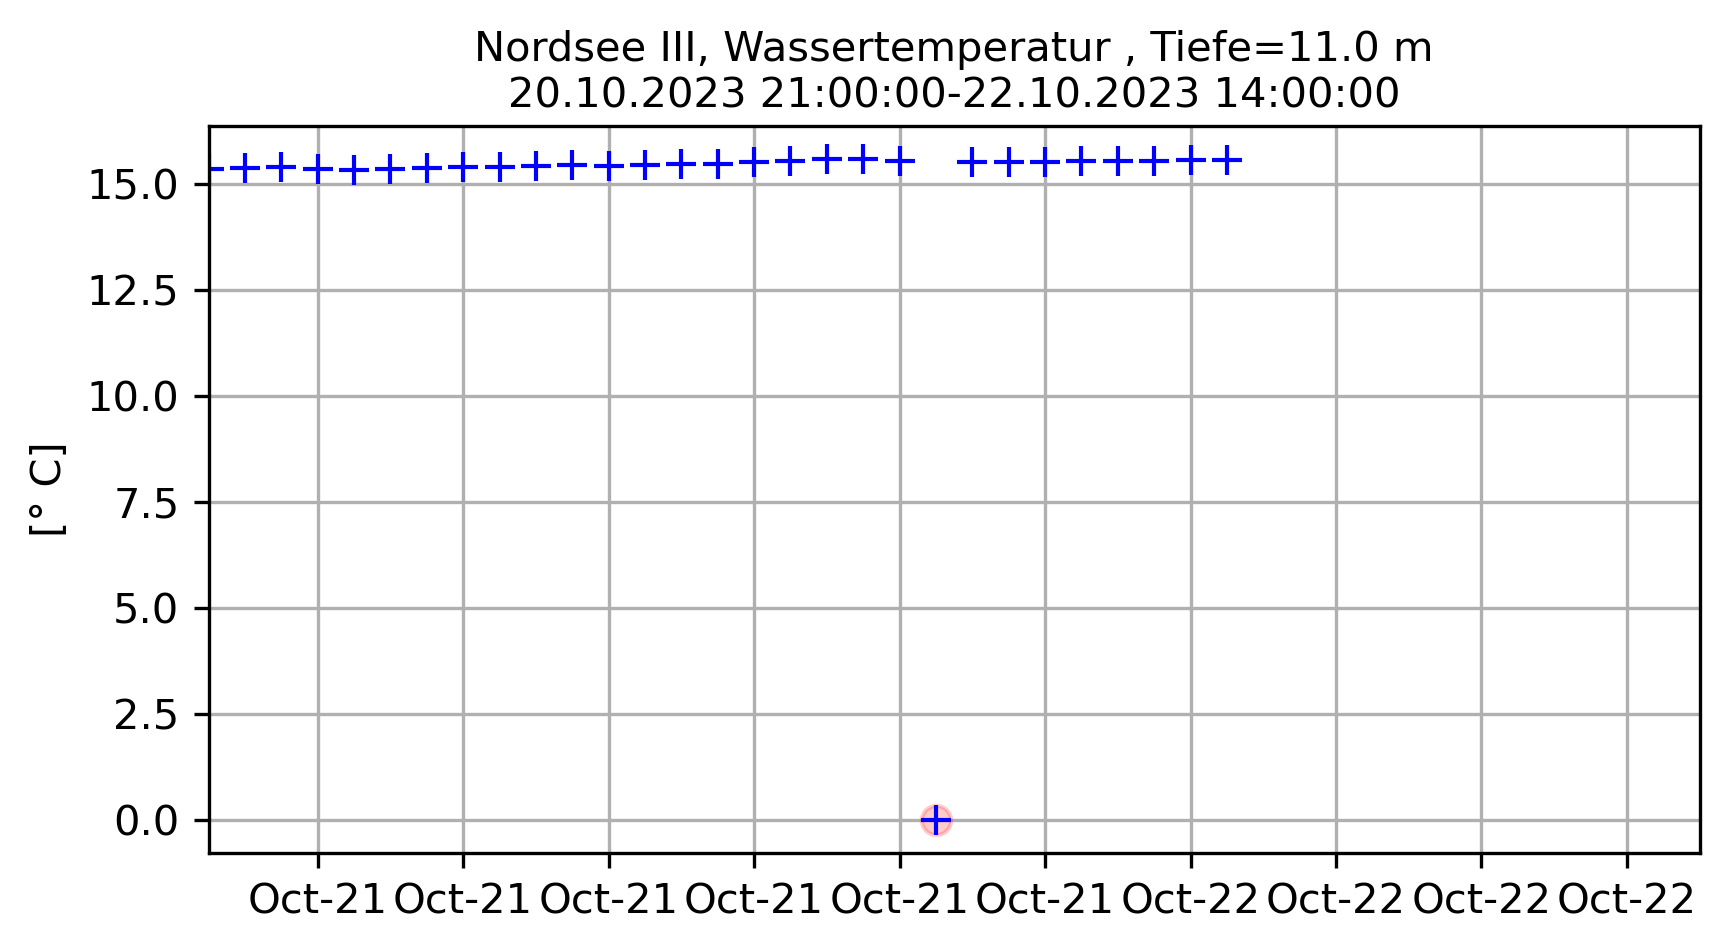 Nordsee III, Wassertemperatur , Tiefe=11.0 m
20.10.2023 21:00:00-22.10.2023 14:00:00
15.0
12.5
10.0
7.5
5.0
2.5
0.0
[° C]
Oct-21 Oct-21 Oct-21 Oct-21 Oct-21 Oct-21 Oct-22 Oct-22 Oct-22 Oct-22